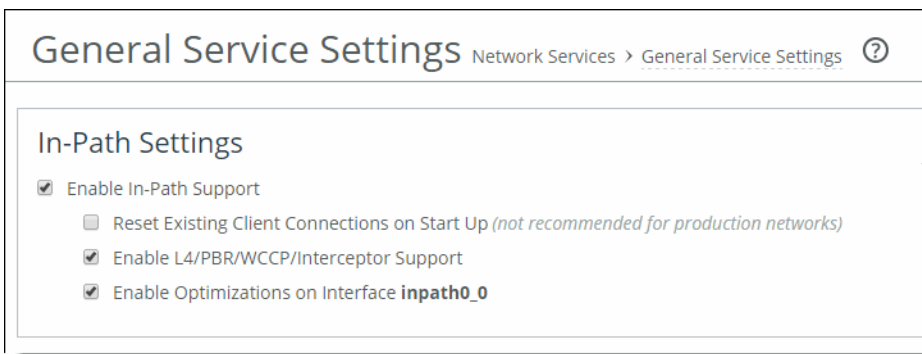 General Service Settings Network Services > General Service Settings ?
In-Path Settings
Enable In-Path Support
Reset Existing Client Connections on Start Up (not recommended for production networks)
Enable L4/PBR/WCCP/Interceptor Support
Enable Optimizations on Interface inpath0_0